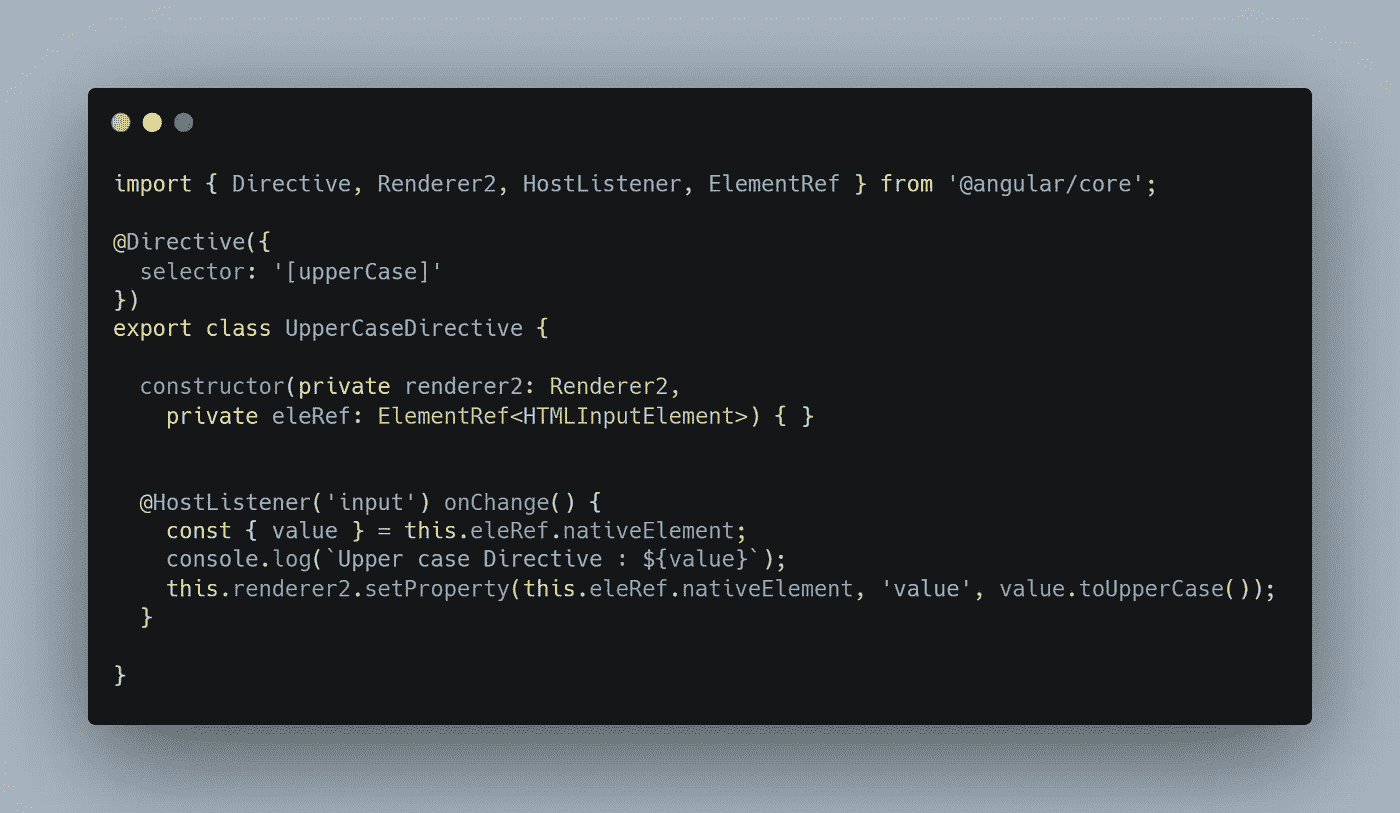 import { Directive, Renderer2, HostListener, ElementRef } from '@angular/core';
@Directive({
  selector: '[upperCase]'
})
export class UpperCaseDirective {
  constructor(private renderer2: Renderer2,
    private eleRef: ElementRef<HTMLInputElement>) { }
  @HostListener('input') onChange() {
    const { value } = this.eleRef.nativeElement;
    console.log(`Upper case Directive : ${value}`);
    this.renderer2.setProperty(this.eleRef.nativeElement, 'value', value.toUpperCase());
  }
}